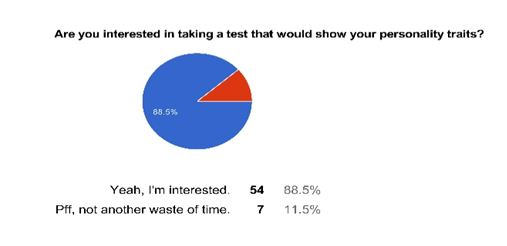 Are you interested in taking a test that would show your personality traits?
88.5%
Yeah, I'm interested. 54 88.5%
Pff, not another waste of time. 7 11.5%